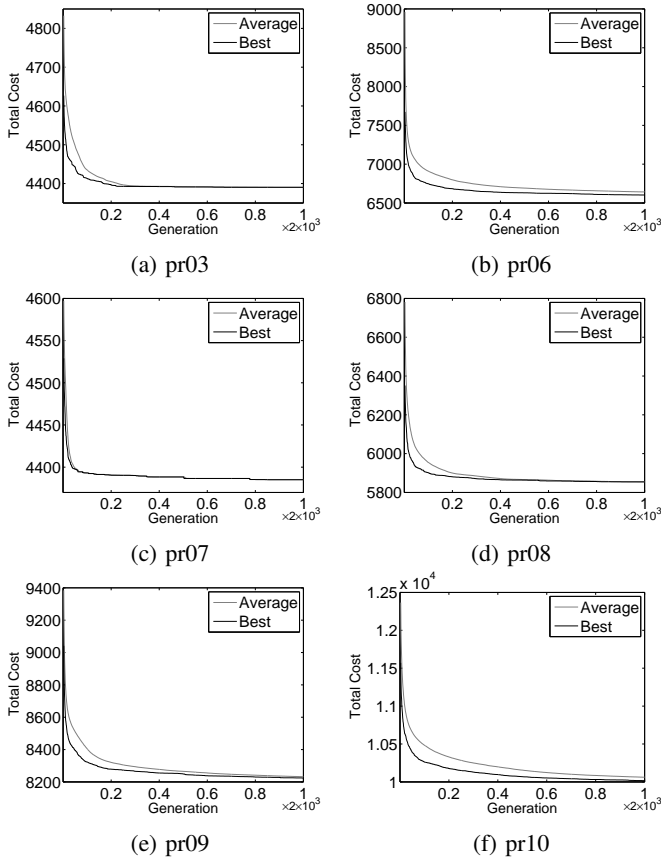 4800
4700
4600
4500
4400
Total Cost
Average
Best
0.2 0.4 0.6 0.8 1
Generation
×2×10³
(a) pr03
9000
8500
8000
7500
7000
6500
Total Cost
Average
Best
0.2 0.4 0.6 0.8 1
Generation
×2×10³
(b) pr06
4600
4550
4500
4450
4400
Total Cost
Average
Best
0.2 0.4 0.6 0.8 1
Generation
×2×10³
(c) pr07
6800
6600
6400
6200
6000
5800
Total Cost
Average
Best
0.2 0.4 0.6 0.8 1
Generation
×2×10³
(d) pr08
9400
9200
9000
8800
8600
8400
8200
Total Cost
Average
Best
0.2 0.4 0.6 0.8 1
Generation
×2×10³
(e) pr09
x 10⁴
1.25
1.2
1.15
1.1
1.05
1
Total Cost
Average
Best
0.2 0.4 0.6 0.8 1
Generation
×2×10³
(f) pr10